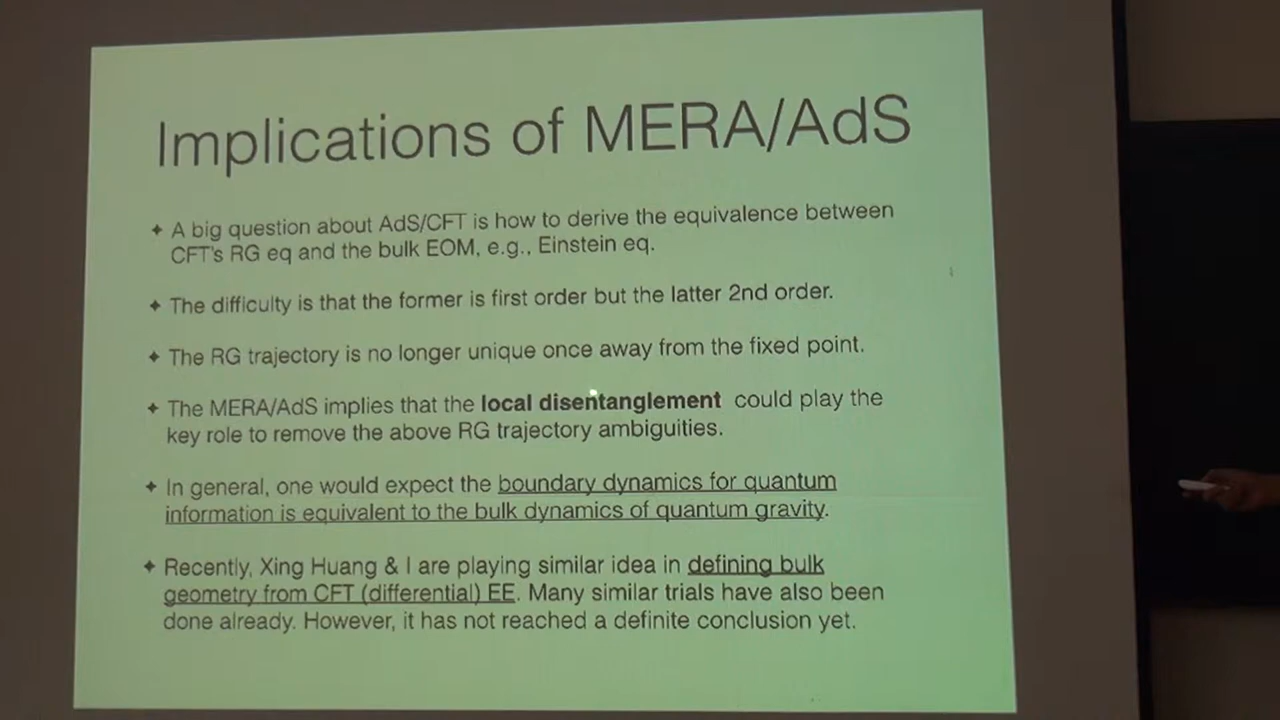 Implications of MERA/AdS
✦ A big question about AdS/CFT is how to derive the equivalence between
CFT's RG eq and the bulk EOM, e.g., Einstein eq.
✦ The difficulty is that the former is first order but the latter 2nd order.
✦ The RG trajectory is no longer unique once away from the fixed point.
✦ The MERA/AdS implies that the local disentanglement could play the
key role to remove the above RG trajectory ambiguities.
✦ In general, one would expect the boundary dynamics for quantum
information is equivalent to the bulk dynamics of quantum gravity.
✦ Recently, Xing Huang & I are playing similar idea in defining bulk
geometry from CFT (differential) EE. Many similar trials have also been
done already. However, it has not reached a definite conclusion yet.